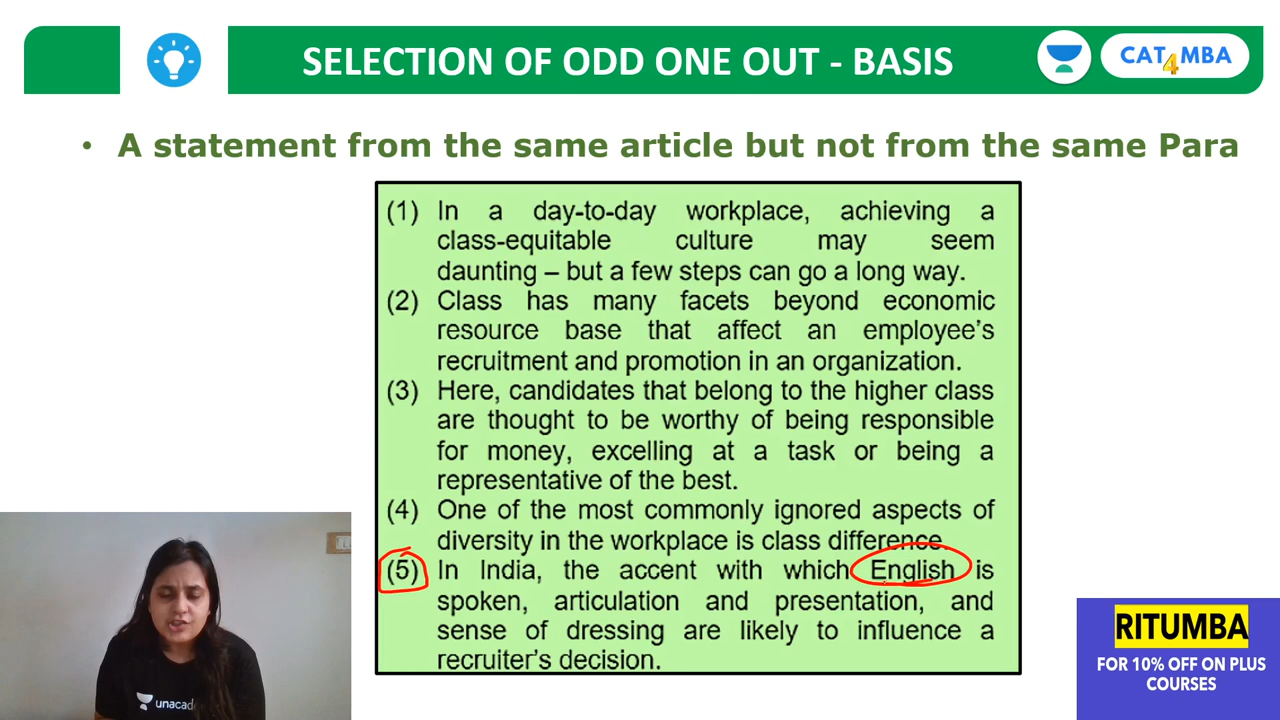 SELECTION OF ODD ONE OUT - BASIS
CAT4MBA
• A statement from the same article but not from the same Para
(1) In a day-to-day workplace, achieving a
class-equitable culture may seem
daunting – but a few steps can go a long way.
(2) Class has many facets beyond economic
resource base that affect an employee's
recruitment and promotion in an organization.
(3) Here, candidates that belong to the higher class
are thought to be worthy of being responsible
for money, excelling at a task or being a
representative of the best.
(4) One of the most commonly ignored aspects of
diversity in the workplace is class difference.
(5) In India, the accent with which English is
spoken, articulation and presentation, and
sense of dressing are likely to influence a
recruiter's decision.
unacad
RITUMBA
FOR 10% OFF ON PLUS
COURSES